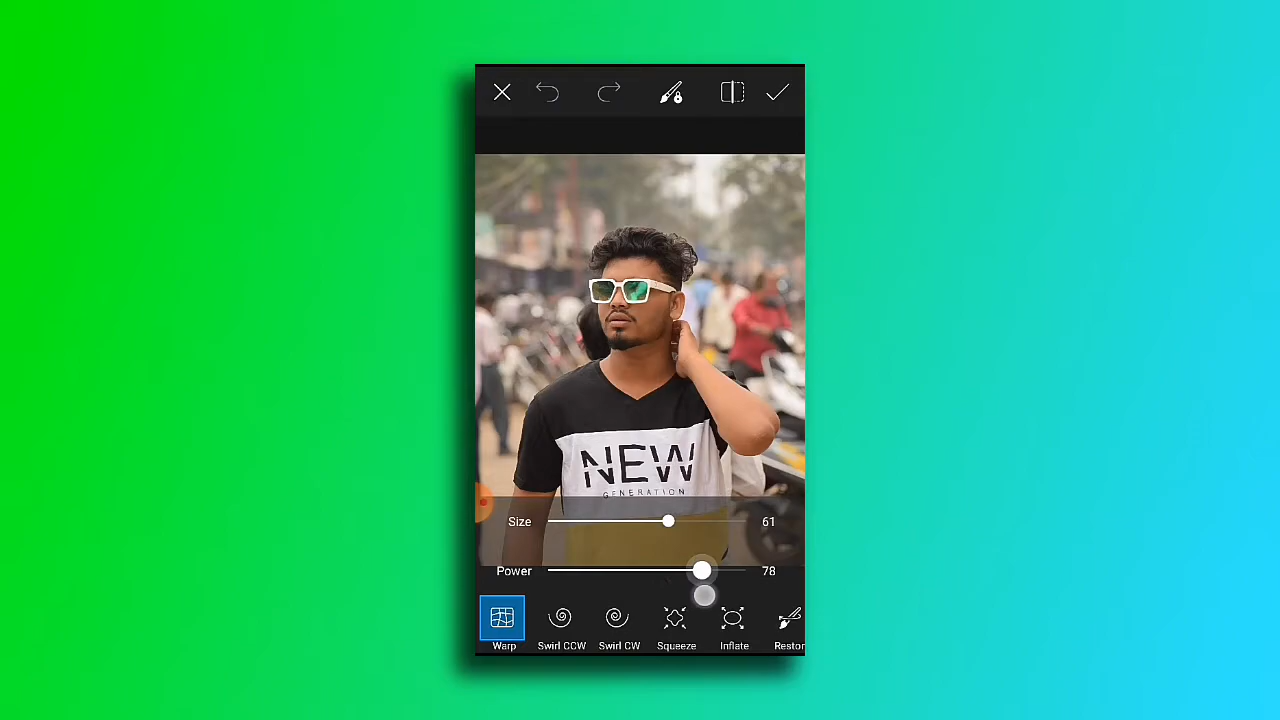 NEW
GENERATION
Size 61
Power 78
Warp Swirl CCW Swirl CW Squeeze Inflate Restor